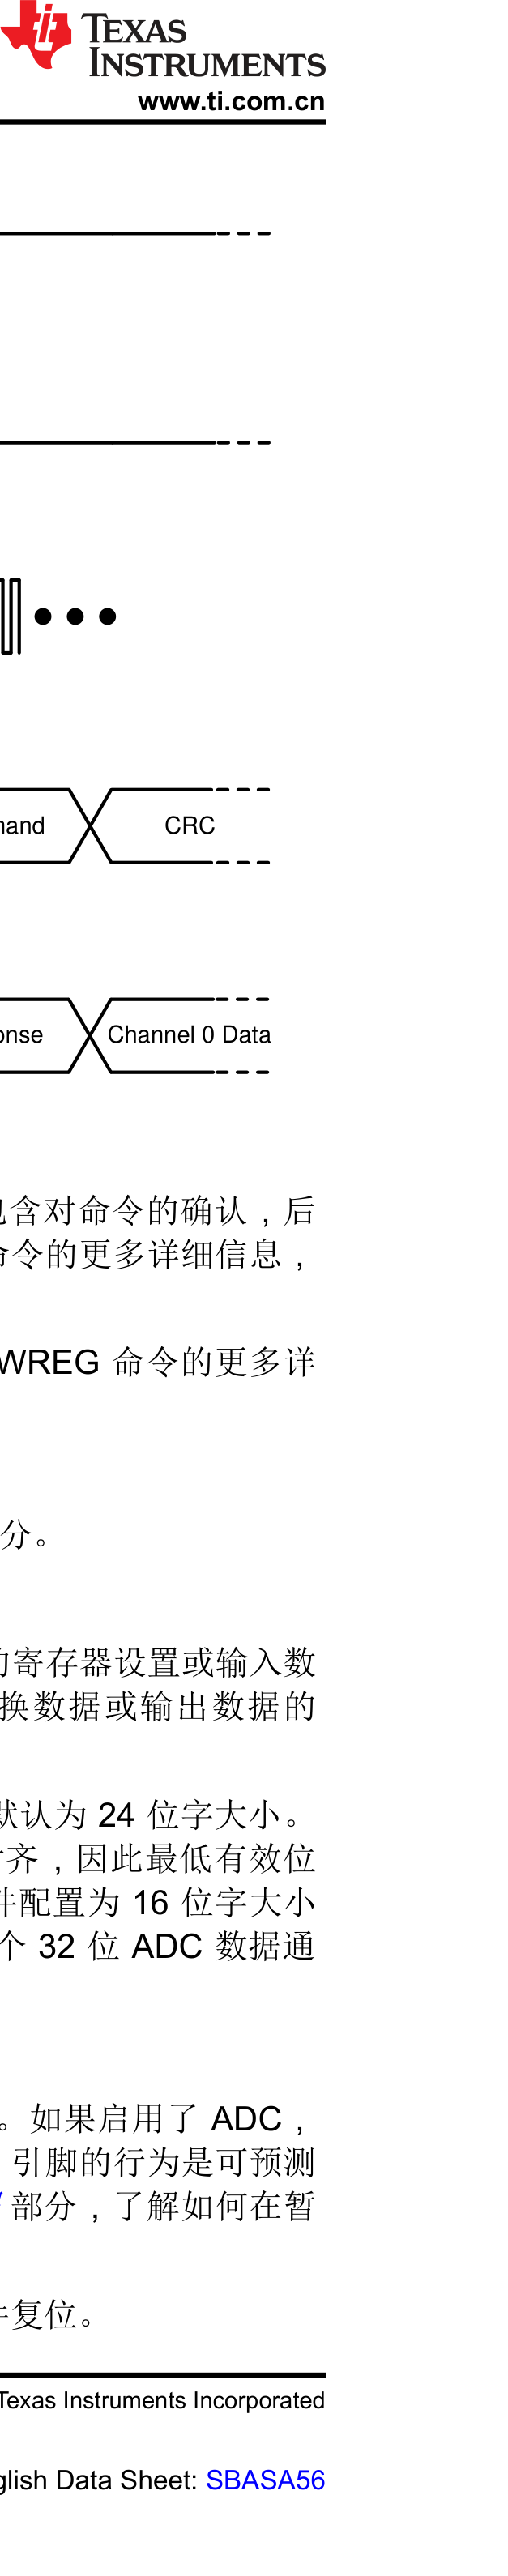 TEXAS
INSTRUMENTS
www.ti.com.cn
CRC
Channel 0 Data
含对命令的确认，后
令的更多详细信息，
WREG 命令的更多详
分。
寄存器设置或输入数
换数据或输出数据的
默认为 24 位字大小。
齐，因此最低有效位
配置为 16 位字大小
个 32 位 ADC 数据通
。如果启用了 ADC，
引脚的行为是可预测
部分，了解如何在暂
复位。
Texas Instruments Incorporated
glish Data Sheet: SBASA56